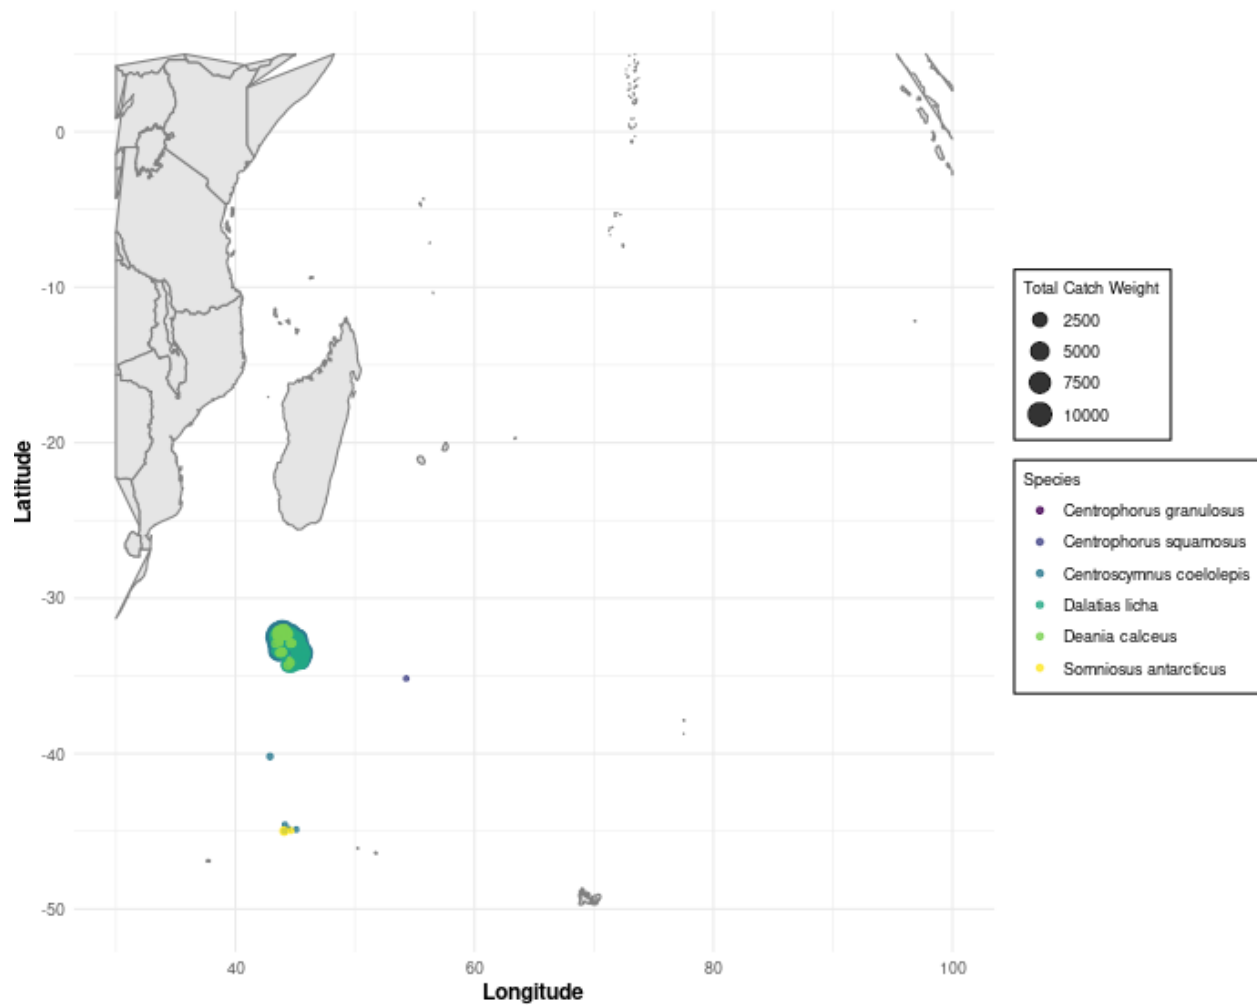 0
-10
-20
-30
-40
-50
Latitude
40
60
80
100
Longitude
Total Catch Weight
2500
5000
7500
10000
Species
Centrophorus granulosus
Centrophorus squamosus
Centroscymnus coelolepis
Dalatias licha
Deania calceus
Somniosus antarcticus